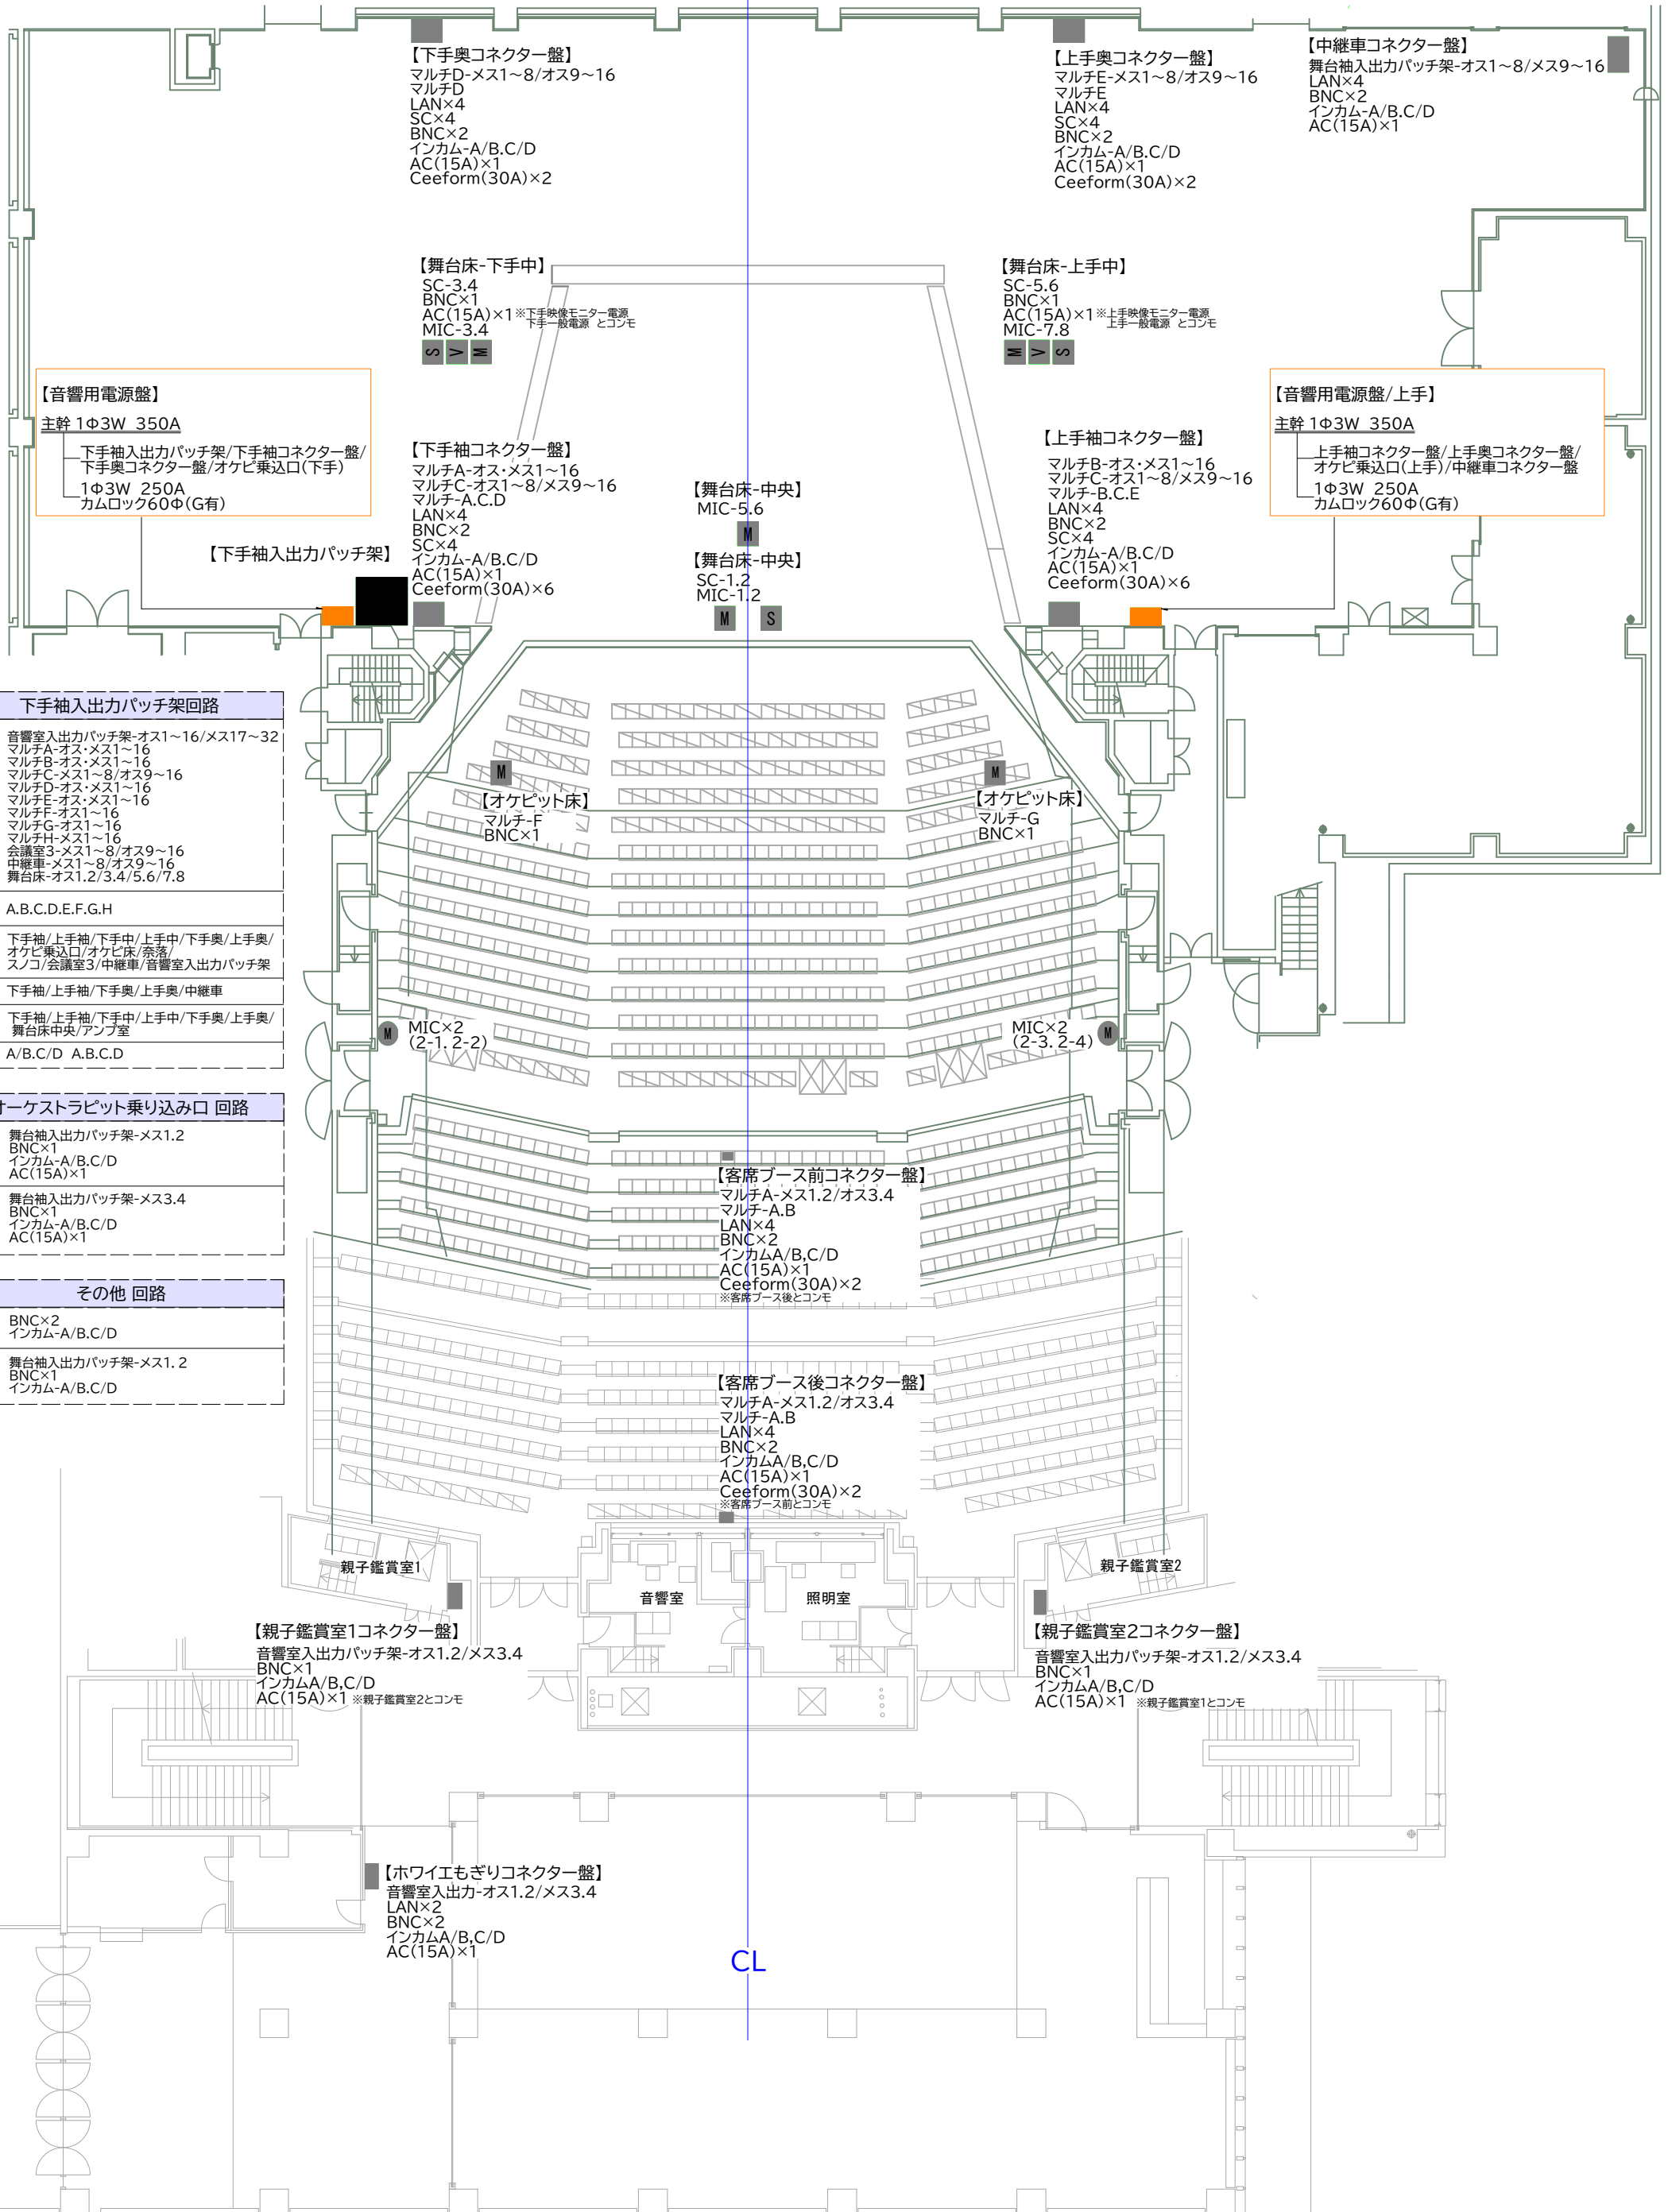 【下手奥コネクター盤】
マルチD-メス1~8/オス9~16
マルチD
LAN×4
SC×4
BNC×2
インカム-A/B.C/D
AC(15A)×1
Ceeform(30A)×2
【上手奥コネクター盤】
マルチE-メス1~8/オス9~16
マルチE
LAN×4
SC×4
BNC×2
インカム-A/B.C/D
AC(15A)×1
Ceeform(30A)×2
【中継車コネクター盤】
舞台袖入出力パッチ架-オス1~8/メス9~16
LAN×4
BNC×2
インカム-A/B.C/D
AC(15A)×1
【舞台床-下手中】
SC-3.4
BNC×1
AC(15A)×1 ※下手映像モニター電源
下手一般電源 とコンモ
MIC-3.4
S V M
【舞台床-上手中】
SC-5.6
BNC×1
AC(15A)×1 ※上手映像モニター電源
上手一般電源 とコンモ
MIC-7.8
M V S
【音響用電源盤】
主幹 1Φ3W 350A
下手袖入出力パッチ架/下手袖コネクター盤/
下手奥コネクター盤/オケピ乗込口(下手)
1Φ3W 250A
カムロック60Φ(G有)
【下手袖入出力パッチ架】
【下手袖コネクター盤】
マルチA-オス・メス1~16
マルチC-オス1~8/メス9~16
マルチ-A.C.D
LAN×4
BNC×2
SC×4
インカム-A/B.C/D
AC(15A)×1
Ceeform(30A)×6
【舞台床-中央】
MIC-5.6
M
【舞台床-中央】
SC-1.2
MIC-1.2
M S
【上手袖コネクター盤】
マルチB-オス・メス1~16
マルチC-オス1~8/メス9~16
マルチ-B.C.E
LAN×4
BNC×2
SC×4
インカム-A/B.C/D
AC(15A)×1
Ceeform(30A)×6
【音響用電源盤/上手】
主幹 1Φ3W 350A
上手袖コネクター盤/上手奥コネクター盤/
オケピ乗込口(上手)/中継車コネクター盤
1Φ3W 250A
カムロック60Φ(G有)
下手袖入出力パッチ架回路
音響室入出力パッチ架-オス1~16/メス17~32
マルチA-オス・メス1~16
マルチB-オス・メス1~16
マルチC-メス1~8/オス9~16
マルチD-オス・メス1~16
マルチE-オス・メス1~16
マルチF-オス1~16
マルチG-オス1~16
マルチH-メス1~16
会議室3-メス1~8/オス9~16
中継車-メス1~8/オス9~16
舞台床-オス1.2/3.4/5.6/7.8
A.B.C.D.E.F.G.H
下手袖/上手袖/下手中/上手中/下手奥/上手奥/
オケピ乗込口/オケピ床/奈落/
スノコ/会議室3/中継車/音響室入出力パッチ架
下手袖/上手袖/下手奥/上手奥/中継車
下手袖/上手袖/下手中/上手中/下手奥/上手奥/
舞台床中央/アンプ室
A/B.C/D A.B.C.D
M
【オケピット床】
マルチ-F
BNC×1
M
【オケピット床】
マルチ-G
BNC×1
M
MIC×2
(2-1. 2-2)
MIC×2
(2-3. 2-4)
M
オーケストラピット乗り込み口 回路
舞台袖入出力パッチ架-メス1.2
BNC×1
インカム-A/B.C/D
AC(15A)×1
舞台袖入出力パッチ架-メス3.4
BNC×1
インカム-A/B.C/D
AC(15A)×1
その他 回路
BNC×2
インカム-A/B.C/D
舞台袖入出力パッチ架-メス1. 2
BNC×1
インカム-A/B.C/D
【客席ブース前コネクター盤】
マルチA-メス1.2/オス3.4
マルチ-A.B
LAN×4
BNC×2
インカムA/B,C/D
AC(15A)×1
Ceeform(30A)×2
※客席ブース後とコンモ
【客席ブース後コネクター盤】
マルチA-メス1.2/オス3.4
マルチ-A.B
LAN×4
BNC×2
インカムA/B,C/D
AC(15A)×1
Ceeform(30A)×2
※客席ブース前とコンモ
親子鑑賞室1
音響室
照明室
親子鑑賞室2
【親子鑑賞室1コネクター盤】
音響室入出力パッチ架-オス1.2/メス3.4
BNC×1
インカムA/B,C/D
AC(15A)×1 ※親子鑑賞室2とコンモ
【親子鑑賞室2コネクター盤】
音響室入出力パッチ架-オス1.2/メス3.4
BNC×1
インカムA/B,C/D
AC(15A)×1 ※親子鑑賞室1とコンモ
【ホワイエもぎりコネクター盤】
音響室入出力-オス1.2/メス3.4
LAN×2
BNC×2
インカムA/B,C/D
AC(15A)×1
CL